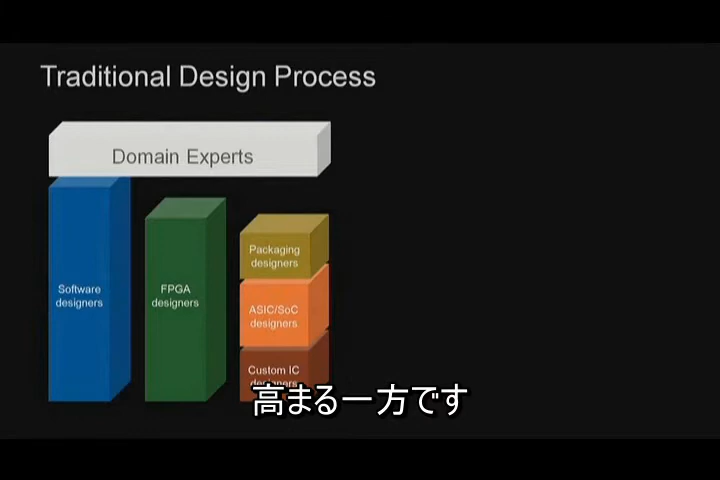 Traditional Design Process
Domain Experts
Software
designers
FPGA
designers
Packaging
designers
ASIC/SoC
designers
Custom IC
designers
高まる一方です